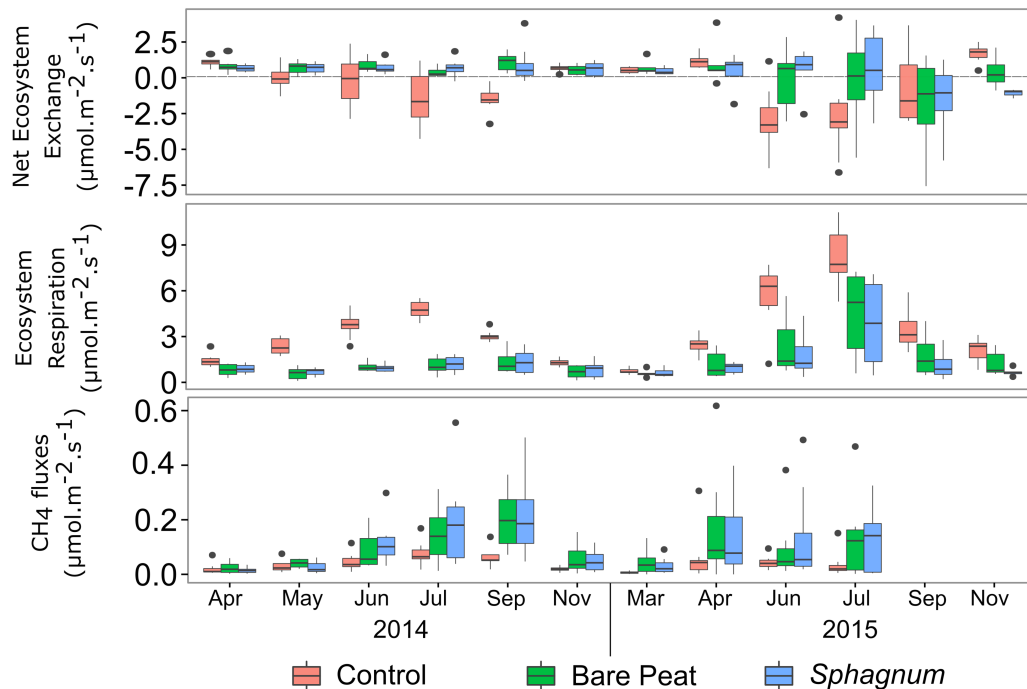 Net Ecosystem
Exchange
(μmol.m⁻².s⁻¹)
2.5
0.0
-2.5
-5.0
-7.5
Ecosystem
Respiration
(μmol.m⁻².s⁻¹)
9
6
3
0
CH4 fluxes
(μmol.m⁻².s⁻¹)
0.6
0.4
0.2
0.0
Apr May Jun Jul Sep Nov Mar Apr Jun Jul Sep Nov
2014 2015
Control Bare Peat Sphagnum